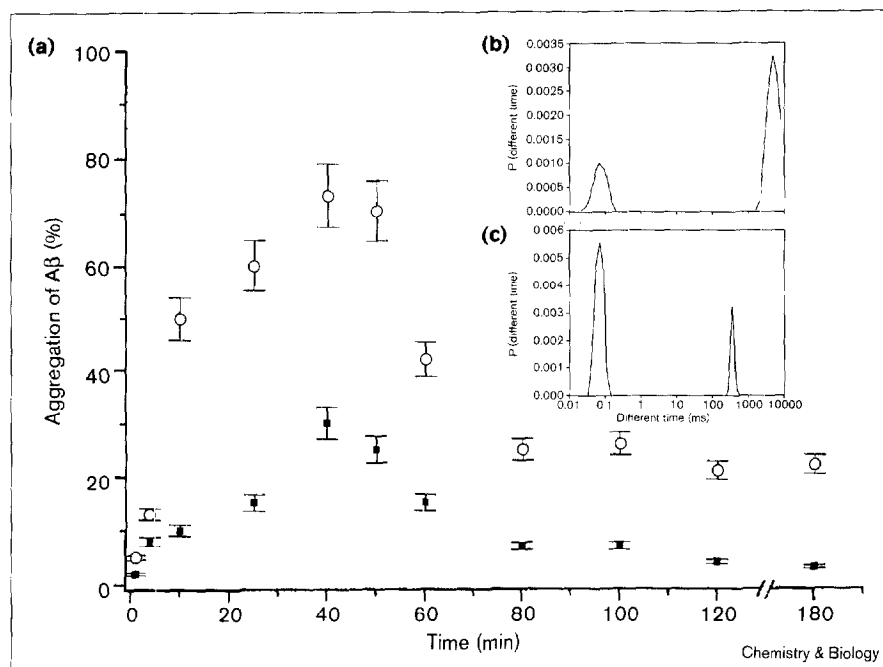 (a)
100
80
60
40
20
0
Aggregation of Aβ (%)
0 20 40 60 80 100 120 180
Time (min)
(b)
0.0035
0.0030
0.0025
0.0020
0.0015
0.0010
0.0005
0.0000
P (different time)
(c)
0.006
0.005
0.004
0.003
0.002
0.001
0.000
P (different time)
0.01 0 1 1 10 100 1000 10000
Different time (ms)
Chemistry & Biology